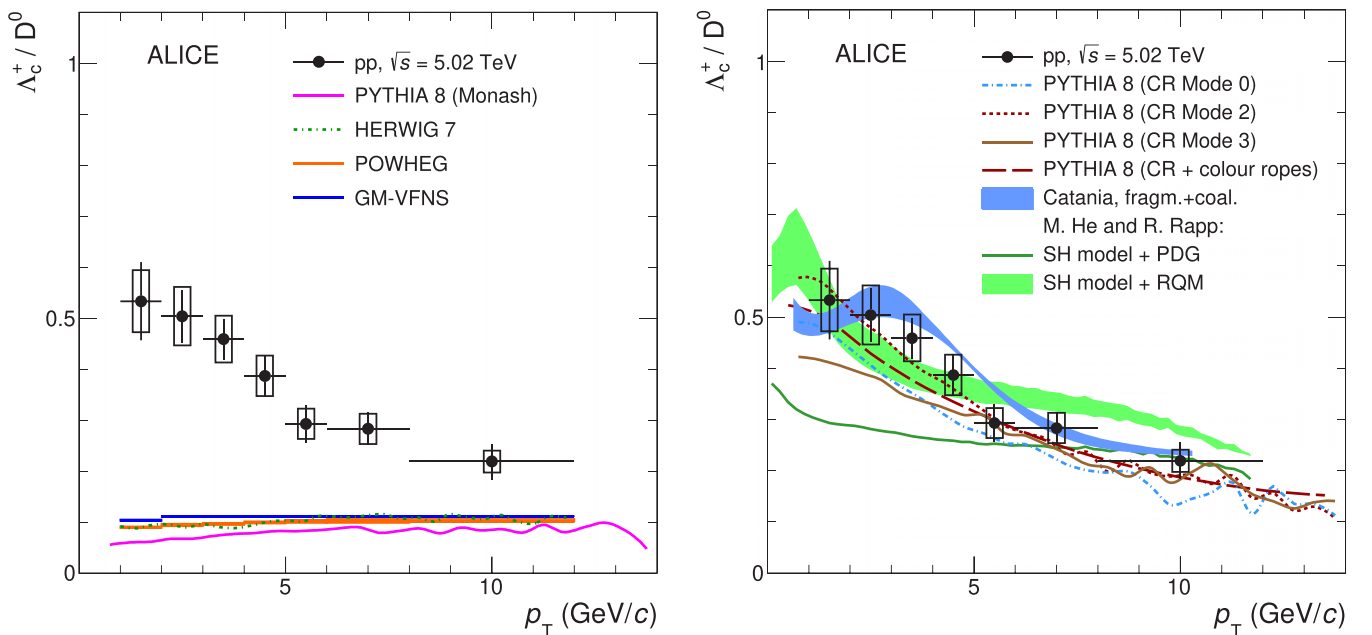 Λc+ / D0
ALICE
pp, √s = 5.02 TeV
PYTHIA 8 (Monash)
HERWIG 7
POWHEG
GM-VFNS
1
0.5
0
5
10
pT (GeV/c)
Λc+ / D0
ALICE
pp, √s = 5.02 TeV
PYTHIA 8 (CR Mode 0)
PYTHIA 8 (CR Mode 2)
PYTHIA 8 (CR Mode 3)
PYTHIA 8 (CR + colour ropes)
Catania, fragm.+coal.
M. He and R. Rapp:
SH model + PDG
SH model + RQM
1
0.5
0
5
10
pT (GeV/c)